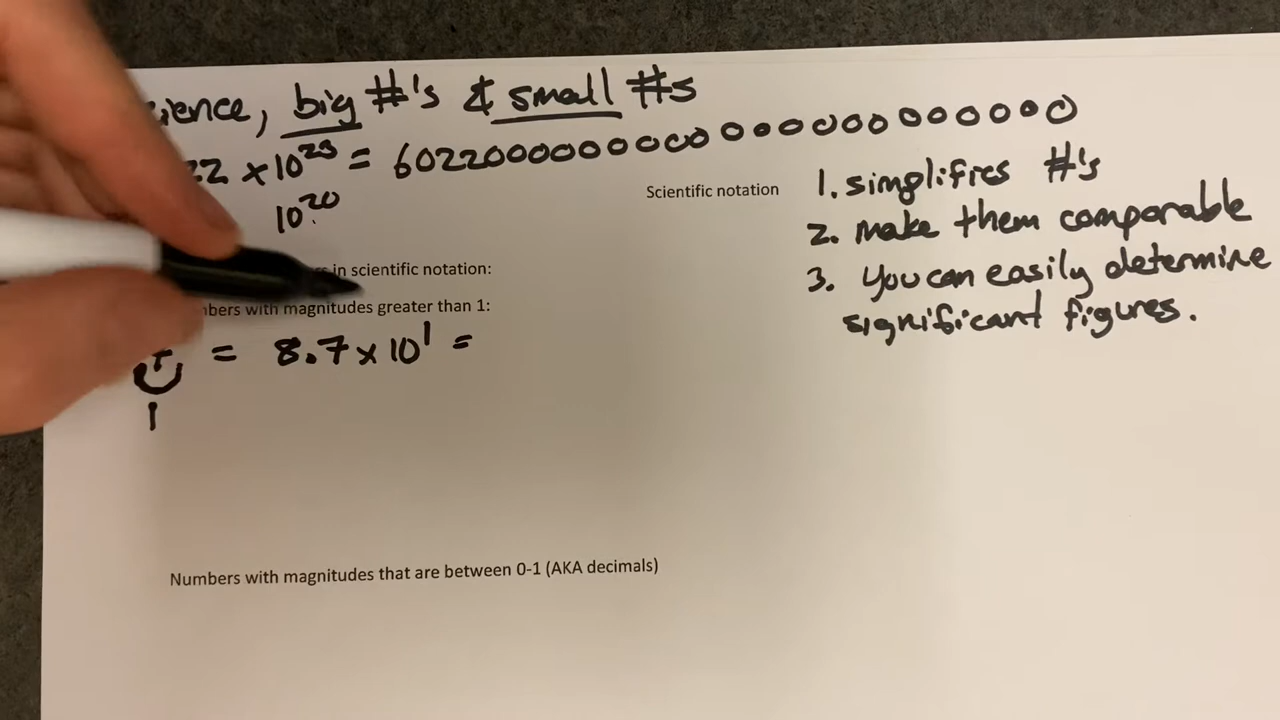 ience, big #'s & small #s
22 x 10²³ = 602200000000000000000000
Scientific notation
1. simplifies #'s
10²⁰
2. make them comparable
in scientific notation:
3. You can easily determine
significant figures.
mbers with magnitudes greater than 1:
= 8.7 x 10¹ =
1
Numbers with magnitudes that are between 0-1 (AKA decimals)